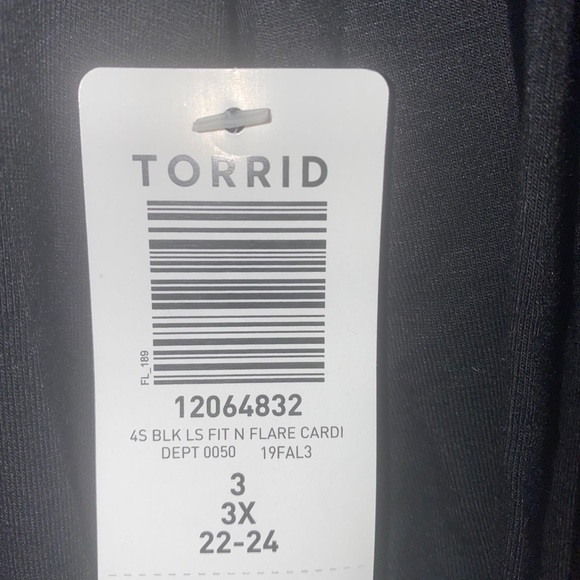 TORRID
FL_189
12064832
4S BLK LS FIT N FLARE CARDI
DEPT 0050 19FAL3
3
3X
22-24